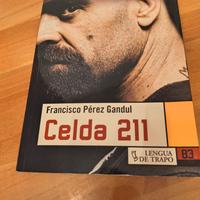 Francisco Pérez Gandul
Celda 211
LENGUA
DE TRAPO
83